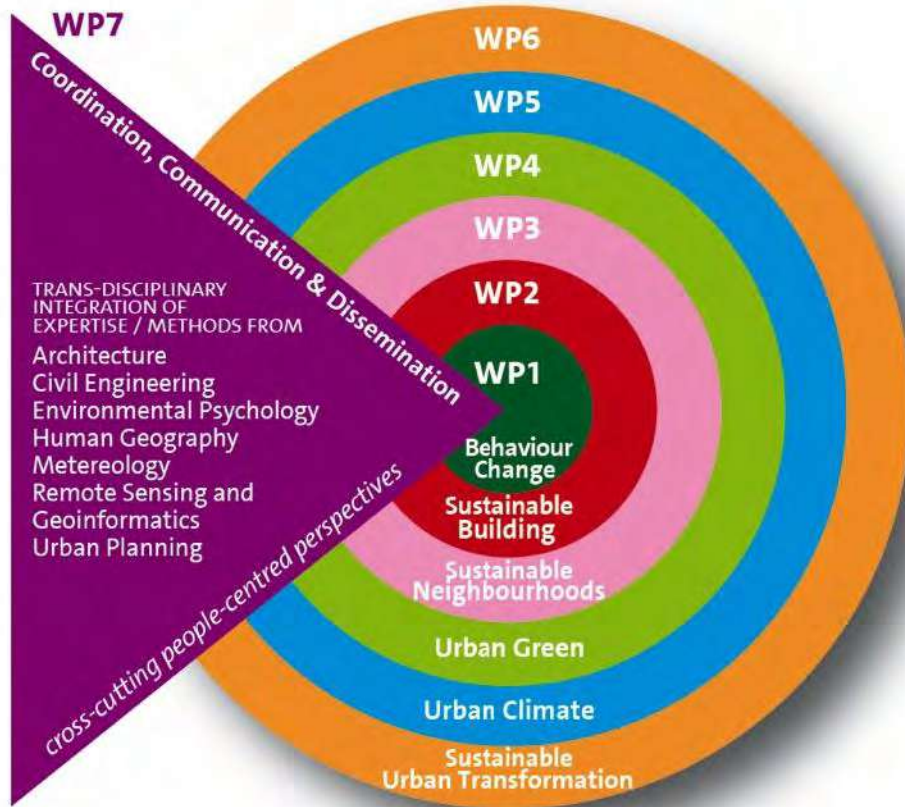 WP7
Coordination, Communication & Dissemination
TRANS-DISCIPLINARY
INTEGRATION OF
EXPERTISE / METHODS FROM
Architecture
Civil Engineering
Environmental Psychology
Human Geography
Metereology
Remote Sensing and
Geoinformatics
Urban Planning
cross-cutting people-centred perspectives
WP6
WP5
WP4
WP3
WP2
WP1
Behaviour
Change
Sustainable
Building
Sustainable
Neighbourhoods
Urban Green
Urban Climate
Sustainable
Urban Transformation